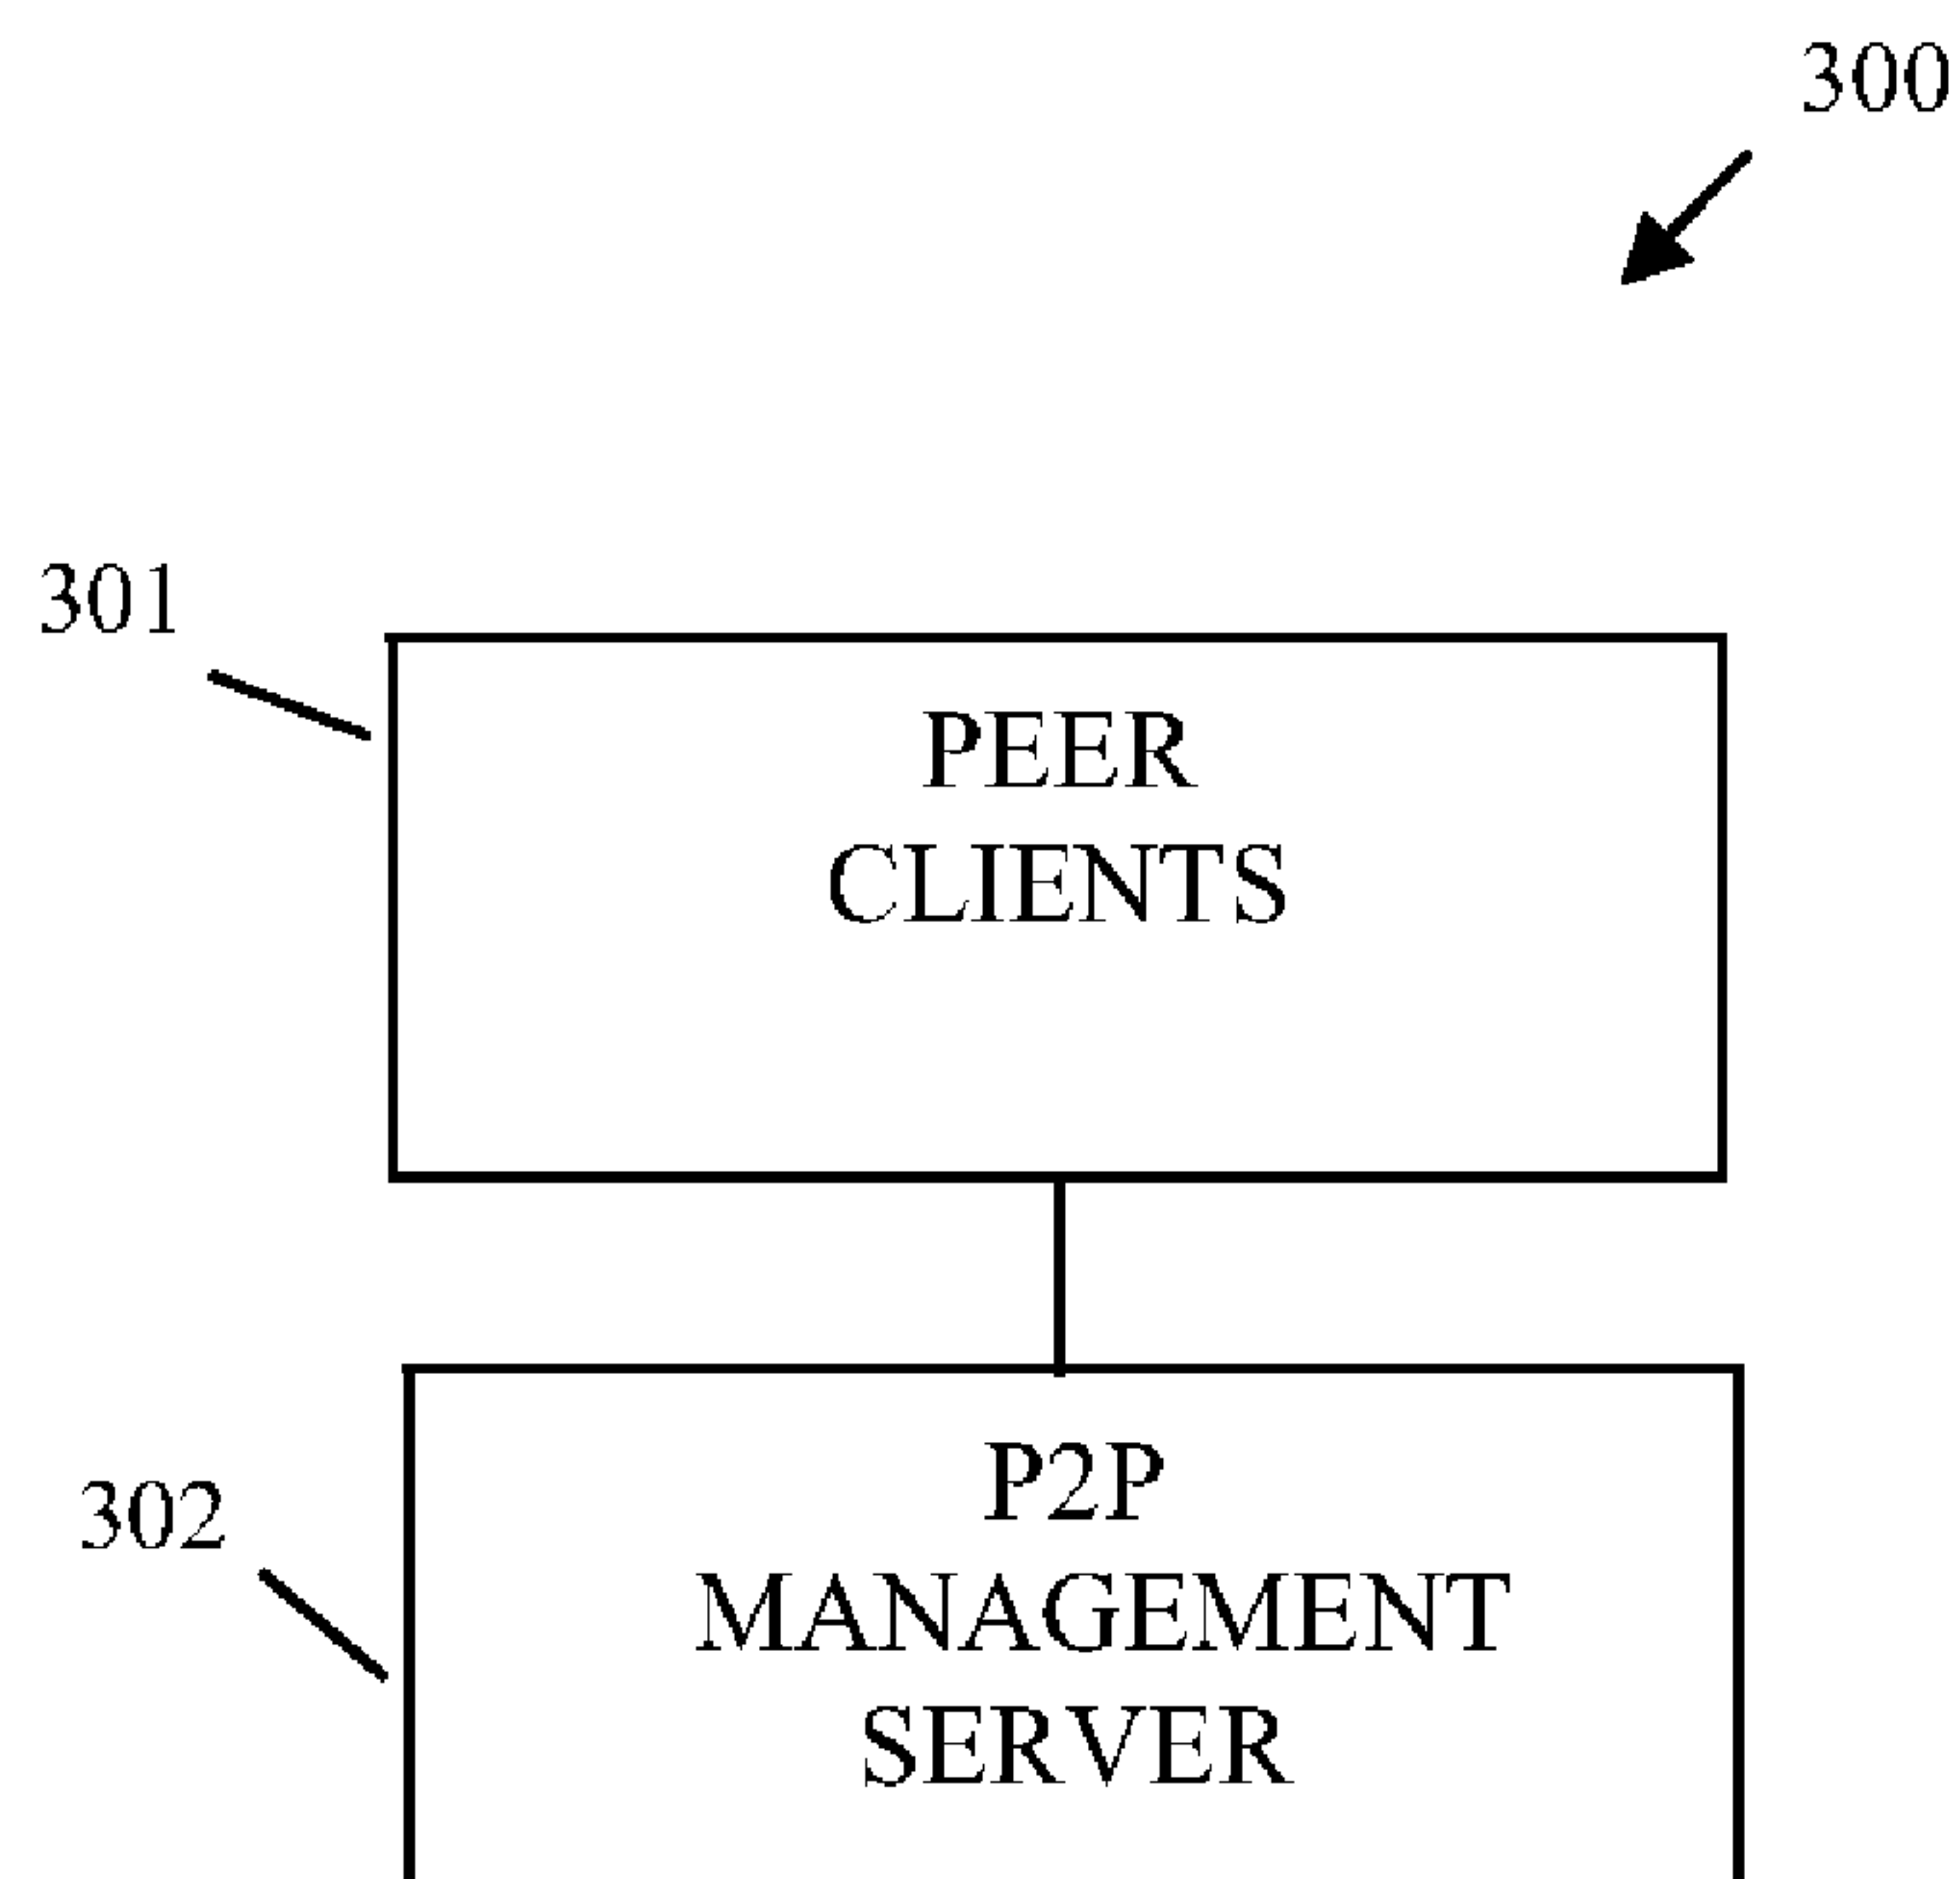 300
301
PEER
CLIENTS
302
P2P
MANAGEMENT
SERVER